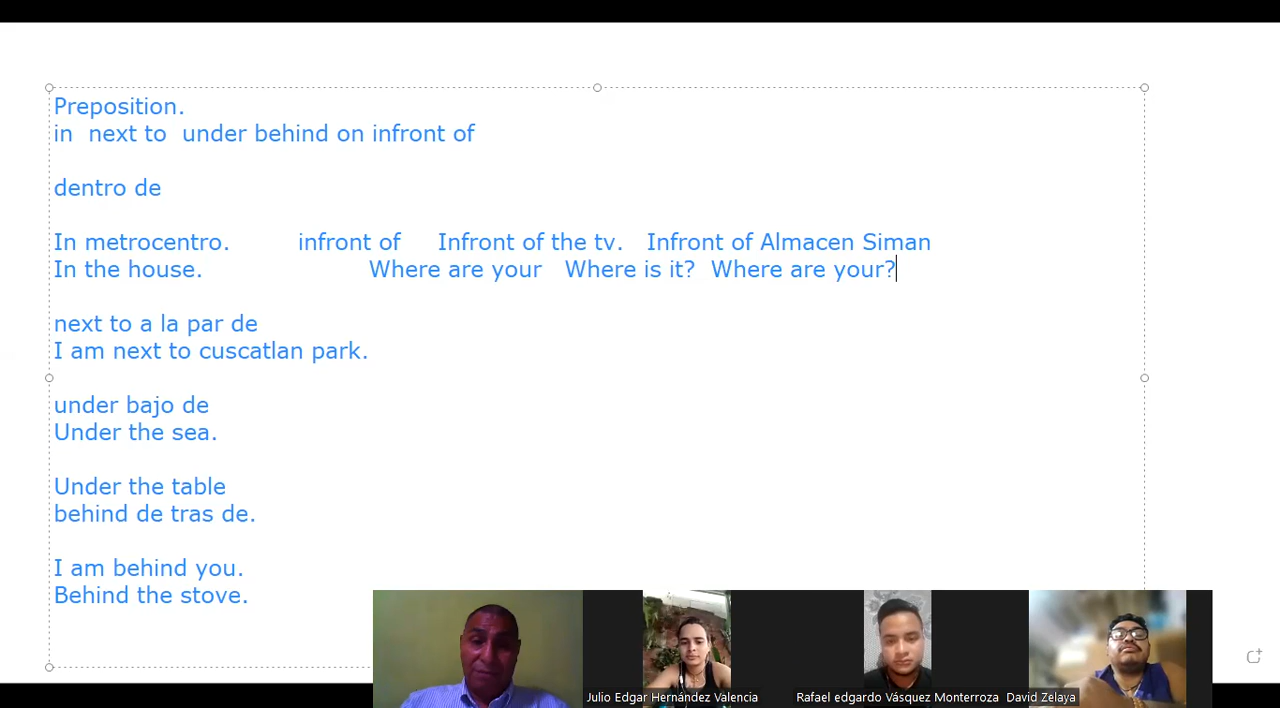 Preposition.
in next to under behind on infront of
dentro de
In metrocentro. infront of Infront of the tv. Infront of Almacen Siman
In the house. Where are your Where is it? Where are your?
next to a la par de
I am next to cuscatlan park.
under bajo de
Under the sea.
Under the table
behind de tras de.
I am behind you.
Behind the stove.
Julio Edgar Hernández Valencia
Rafael edgardo Vásquez Monterroza
David Zelaya